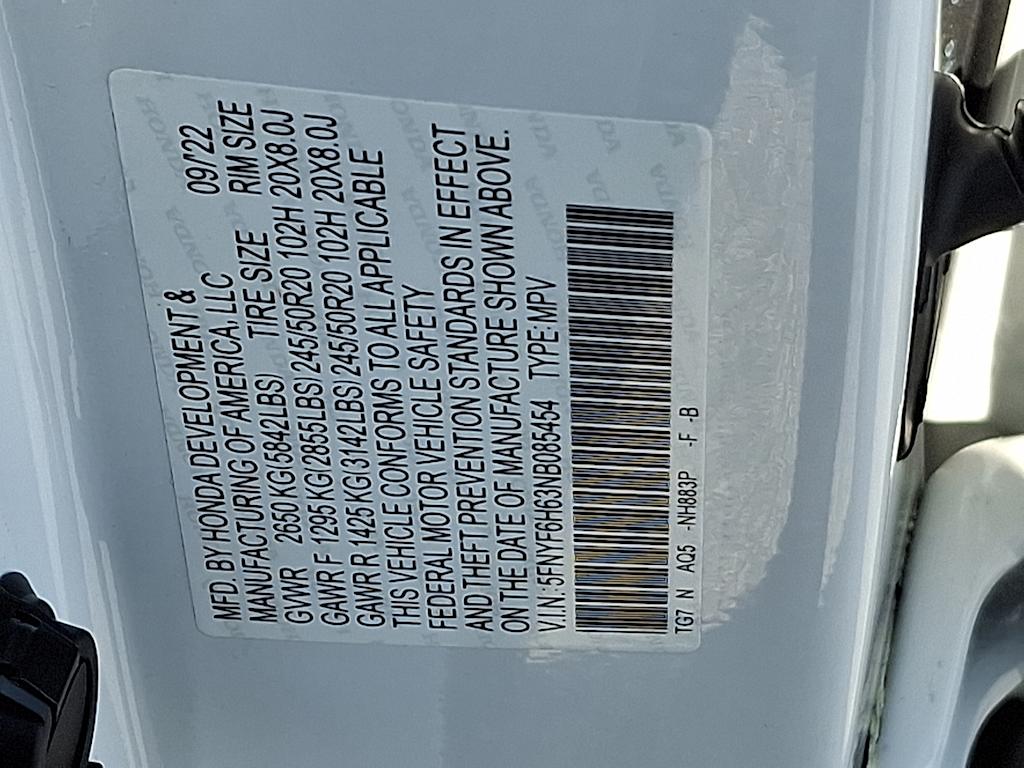 MFD. BY HONDA DEVELOPMENT & 09/22
MANUFACTURING OF AMERICA, LLC
GVWR 2650 KG(5842LBS) TIRE SIZE RIM SIZE
GAWR F 1295 KG(2855LBS) 245/50R20 102H 20X8.0J
GAWR R 1425 KG(3142LBS) 245/50R20 102H 20X8.0J
THIS VEHICLE CONFORMS TO ALL APPLICABLE
FEDERAL MOTOR VEHICLE SAFETY
AND THEFT PREVENTION STANDARDS IN EFFECT
ON THE DATE OF MANUFACTURE SHOWN ABOVE.
V.I.N: 5FNYF6H63NB085454 TYPE: MPV
TG7 N AQ5 -NH883P -F -B